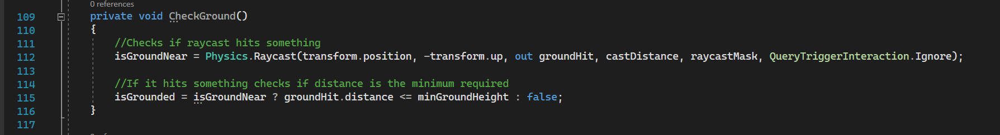 0 references
109 private void CheckGround()
110 {
111 //Checks if raycast hits something
112 isGroundNear = Physics.Raycast(transform.position, -transform.up, out groundHit, castDistance, raycastMask, QueryTriggerInteraction.Ignore);
113
114 //If it hits something checks if distance is the minimum required
115 isGrounded = isGroundNear ? groundHit.distance <= minGroundHeight : false;
116 }
117